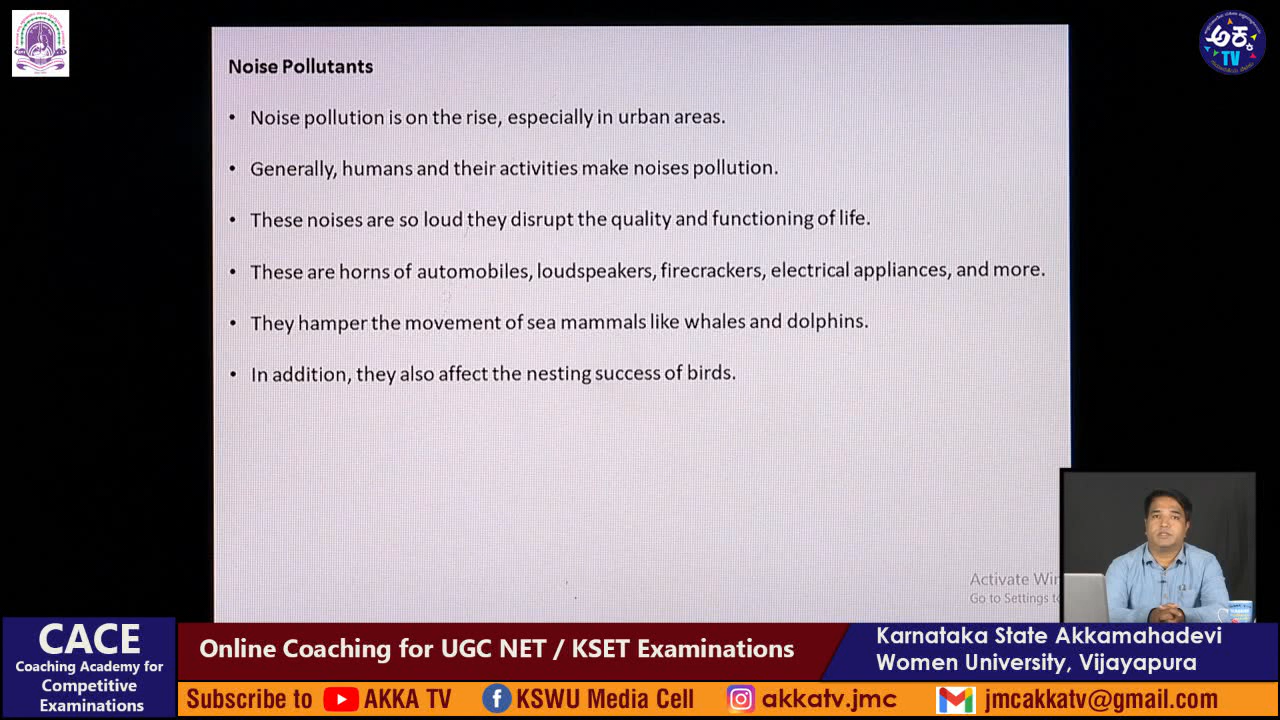 ಅಕ್ಕ
TV
Noise Pollutants
• Noise pollution is on the rise, especially in urban areas.
• Generally, humans and their activities make noises pollution.
• These noises are so loud they disrupt the quality and functioning of life.
• These are horns of automobiles, loudspeakers, firecrackers, electrical appliances, and more.
• They hamper the movement of sea mammals like whales and dolphins.
• In addition, they also affect the nesting success of birds.
Activate Win
Go to Settings to
CACE
Coaching Academy for
Competitive
Examinations
Online Coaching for UGC NET / KSET Examinations
Karnataka State Akkamahadevi
Women University, Vijayapura
Subscribe to AKKA TV KSWU Media Cell akkatv.jmc jmcakkatv@gmail.com